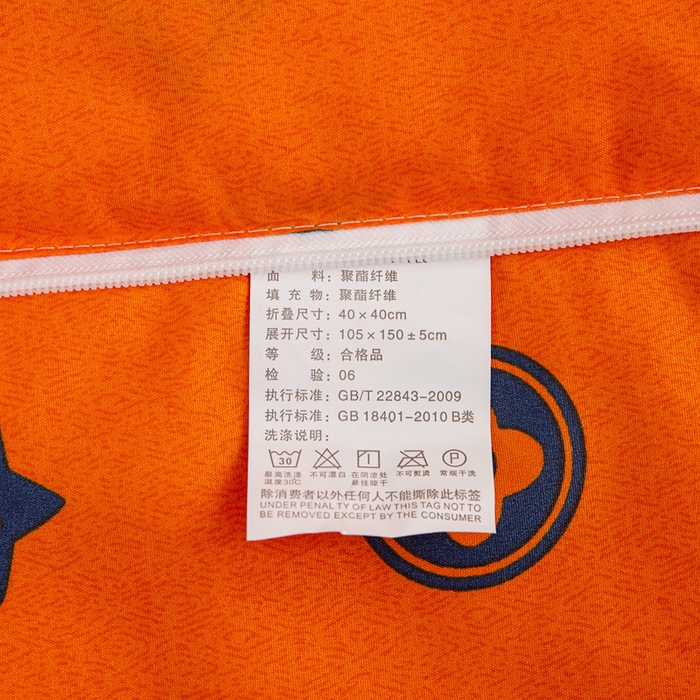 面 料：聚酯纤维
填 充 物：聚酯纤维
折叠尺寸：40×40cm
展开尺寸：105×150±5cm
等 级：合格品
检 验：06
执行标准：GB/T 22843-2009
执行标准：GB 18401-2010 B类
洗涤说明：
30 P
最高洗涤 不可漂白 在阴凉处 不可熨烫 常规干洗
温度30C 悬挂晾干
除消费者以外任何人不能撕除此标签
UNDER PENALTY OF LAW THIS TAG NOT TO
BE REMOVED EXCEPT BY THE CONSUMER